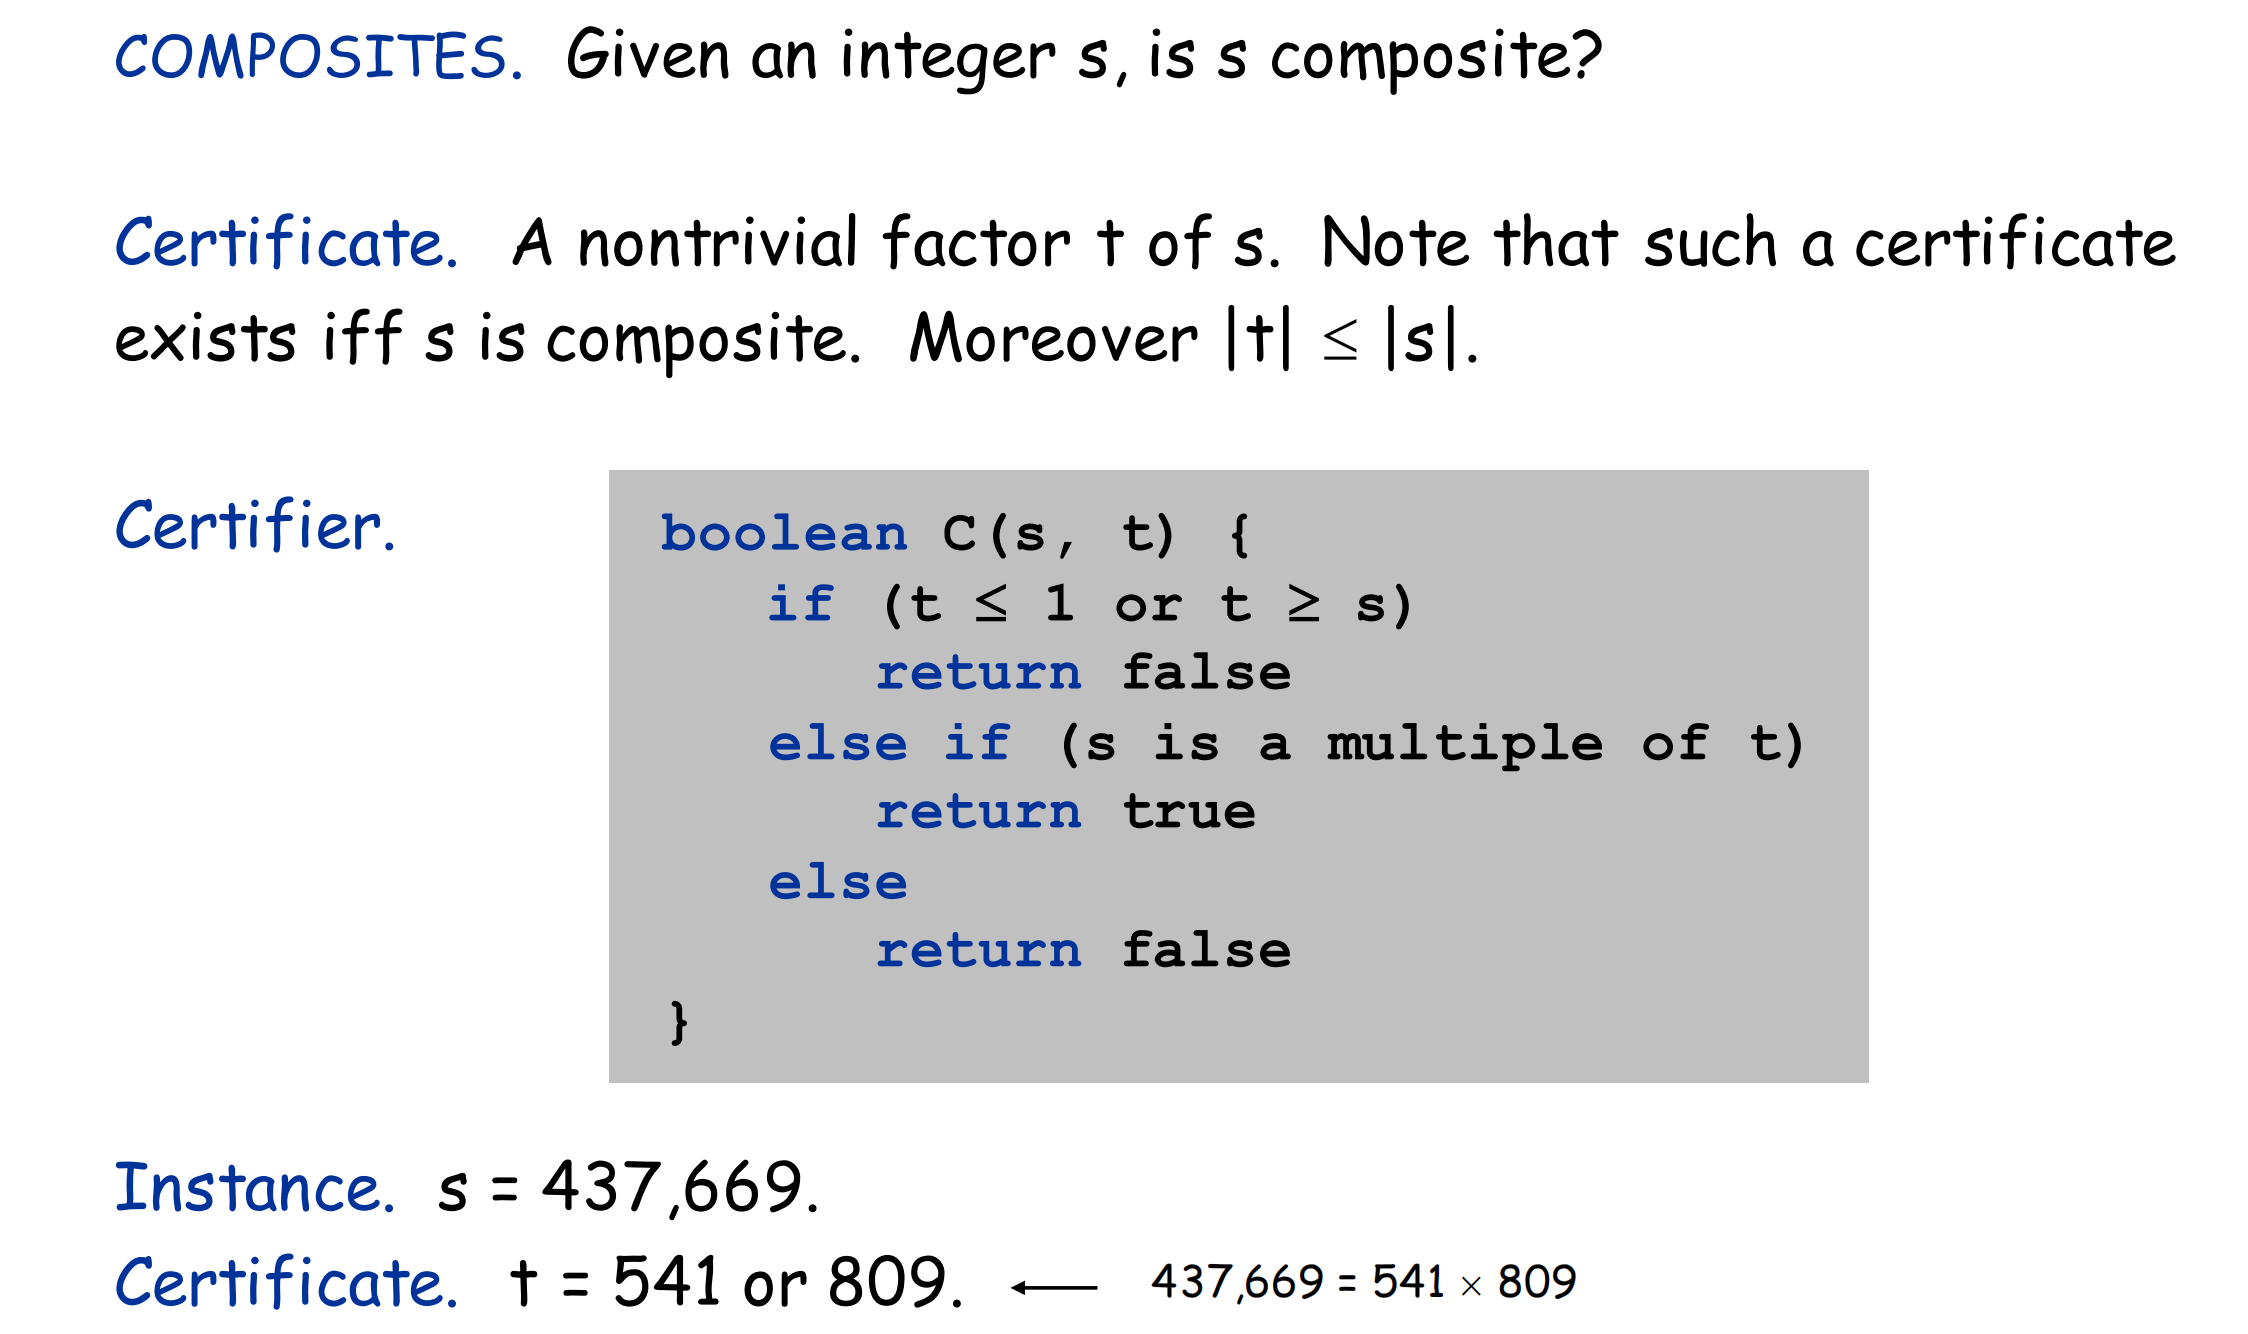 COMPOSITES. Given an integer s, is s composite?
Certificate. A nontrivial factor t of s. Note that such a certificate
exists iff s is composite. Moreover |t| ≤ |s|.
Certifier.
boolean C(s, t) {
if (t ≤ 1 or t ≥ s)
return false
else if (s is a multiple of t)
return true
else
return false
}
Instance. s = 437,669.
Certificate. t = 541 or 809. ← 437,669 = 541 × 809